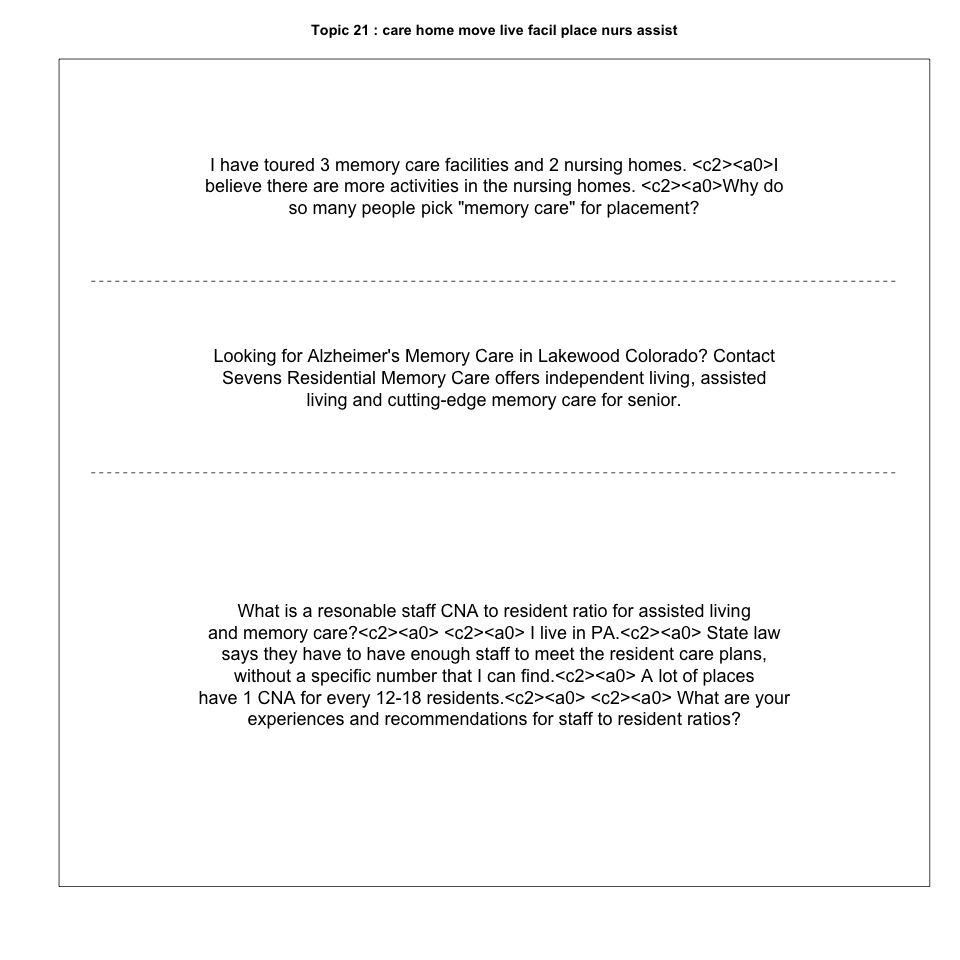 Topic 21 : care home move live facil place nurs assist
I have toured 3 memory care facilities and 2 nursing homes. <c2><a0>I
believe there are more activities in the nursing homes. <c2><a0>Why do
so many people pick "memory care" for placement?
Looking for Alzheimer's Memory Care in Lakewood Colorado? Contact
Sevens Residential Memory Care offers independent living, assisted
living and cutting-edge memory care for senior.
What is a resonable staff CNA to resident ratio for assisted living
and memory care?<c2><a0> <c2><a0> I live in PA.<c2><a0> State law
says they have to have enough staff to meet the resident care plans,
without a specific number that I can find.<c2><a0> A lot of places
have 1 CNA for every 12-18 residents.<c2><a0> <c2><a0> What are your
experiences and recommendations for staff to resident ratios?